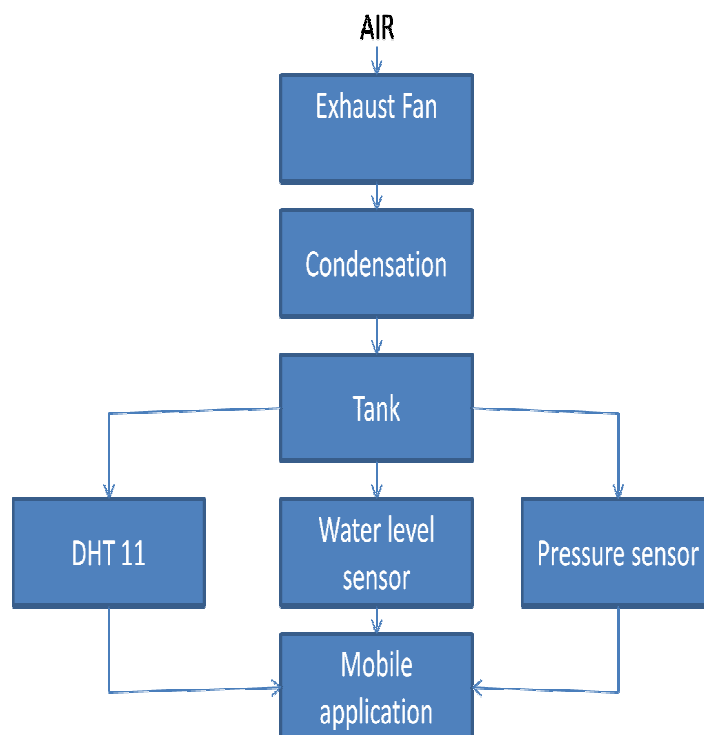 AIR
Exhaust Fan
Condensation
Tank
DHT 11
Water level
sensor
Pressure sensor
Mobile
application